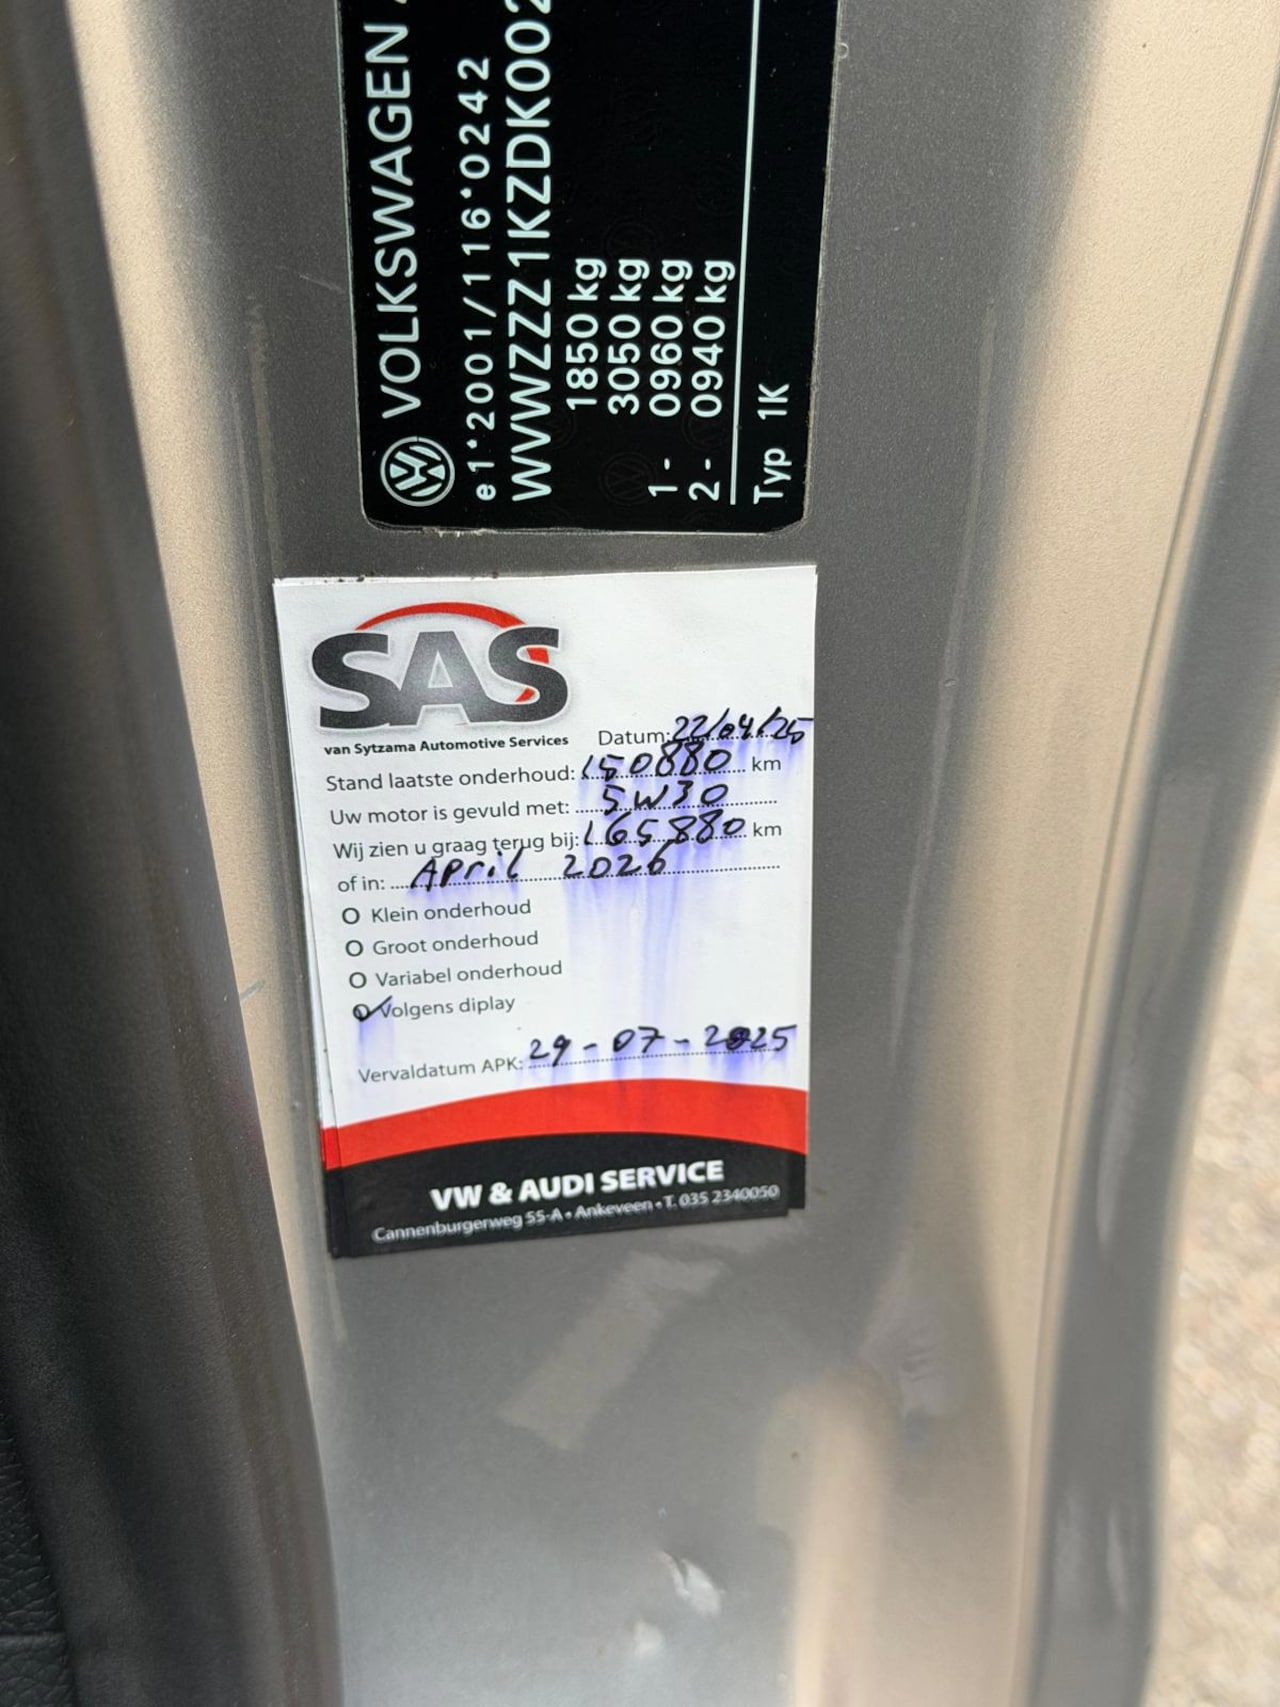 VOLKSWAGEN
e1*2001/116*0242
WVWZZZ1KZDK002
1850 kg
3050 kg
1- 0960 kg
2- 0940 kg
Typ 1K
SAS
van Sytzama Automotive Services
Datum: 22/04/25
Stand laatste onderhoud: 150880 km
Uw motor is gevuld met: 5W30
Wij zien u graag terug bij: 165880 km
of in: April 2026
O Klein onderhoud
O Groot onderhoud
O Variabel onderhoud
O Volgens diplay
Vervaldatum APK: 29-07-2025
VW & AUDI SERVICE
Cannenburgerweg 55-A • Ankeveen • T. 035 2340050